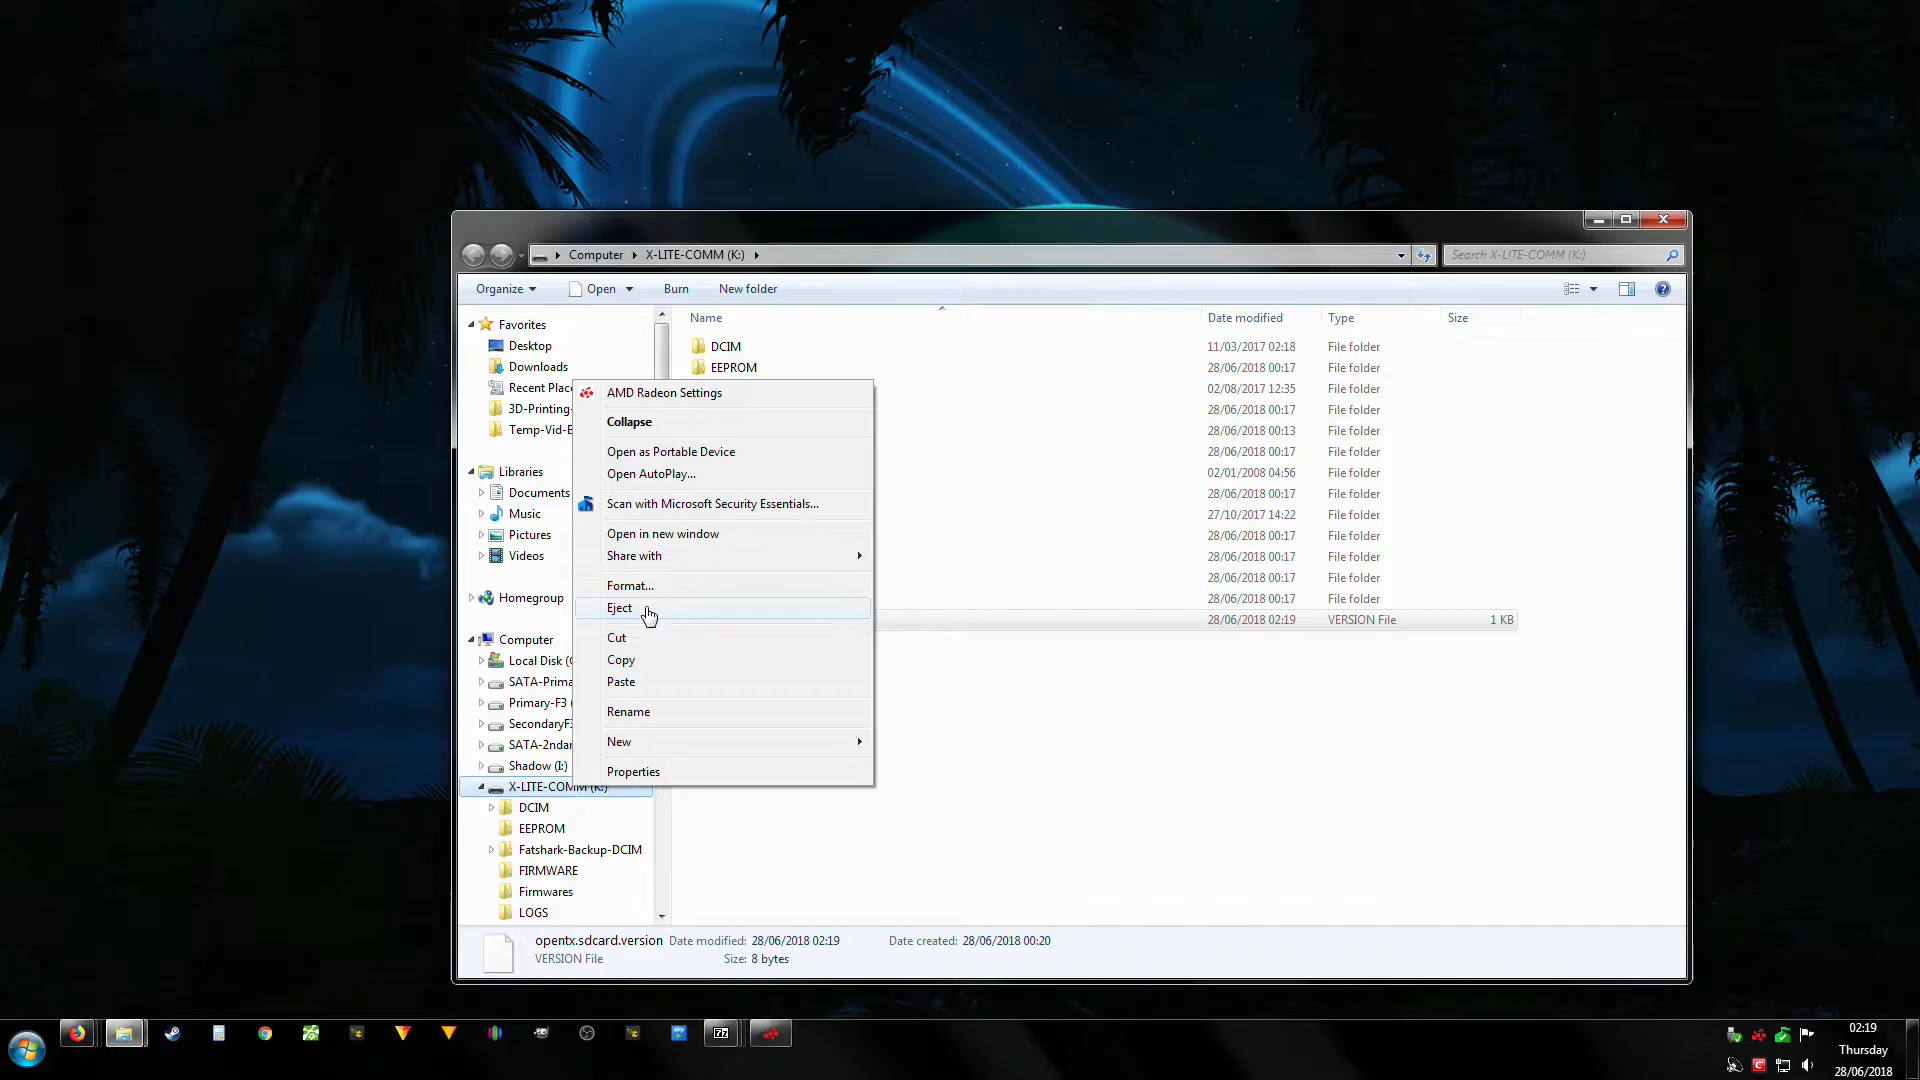 Computer X-LITE-COMM (K:)
Search X-LITE-COMM (K:)
Organize Open Burn New folder
Name Date modified Type Size
Favorites
Desktop
Downloads
Recent Place
3D-Printing-
Temp-Vid-E
Libraries
Documents
Music
Pictures
Videos
Homegroup
Computer
Local Disk (
SATA-Prima
Primary-F3 (
SecondaryF3
SATA-2ndar
Shadow (I:)
X-LITE-COMM (K:)
DCIM
EEPROM
Fatshark-Backup-DCIM
FIRMWARE
Firmwares
LOGS
AMD Radeon Settings
Collapse
Open as Portable Device
Open AutoPlay...
Scan with Microsoft Security Essentials...
Open in new window
Share with
Format...
Eject
Cut
Copy
Paste
Rename
New
Properties
DCIM 11/03/2017 02:18 File folder
EEPROM 28/06/2018 00:17 File folder
02/08/2017 12:35 File folder
28/06/2018 00:17 File folder
28/06/2018 00:13 File folder
28/06/2018 00:17 File folder
02/01/2008 04:56 File folder
28/06/2018 00:17 File folder
27/10/2017 14:22 File folder
28/06/2018 00:17 File folder
28/06/2018 00:17 File folder
28/06/2018 00:17 File folder
28/06/2018 00:17 File folder
28/06/2018 02:19 VERSION File 1 KB
opentx.sdcard.version Date modified: 28/06/2018 02:19 Date created: 28/06/2018 00:20
VERSION File Size: 8 bytes
sky
7z
02:19
Thursday
28/06/2018